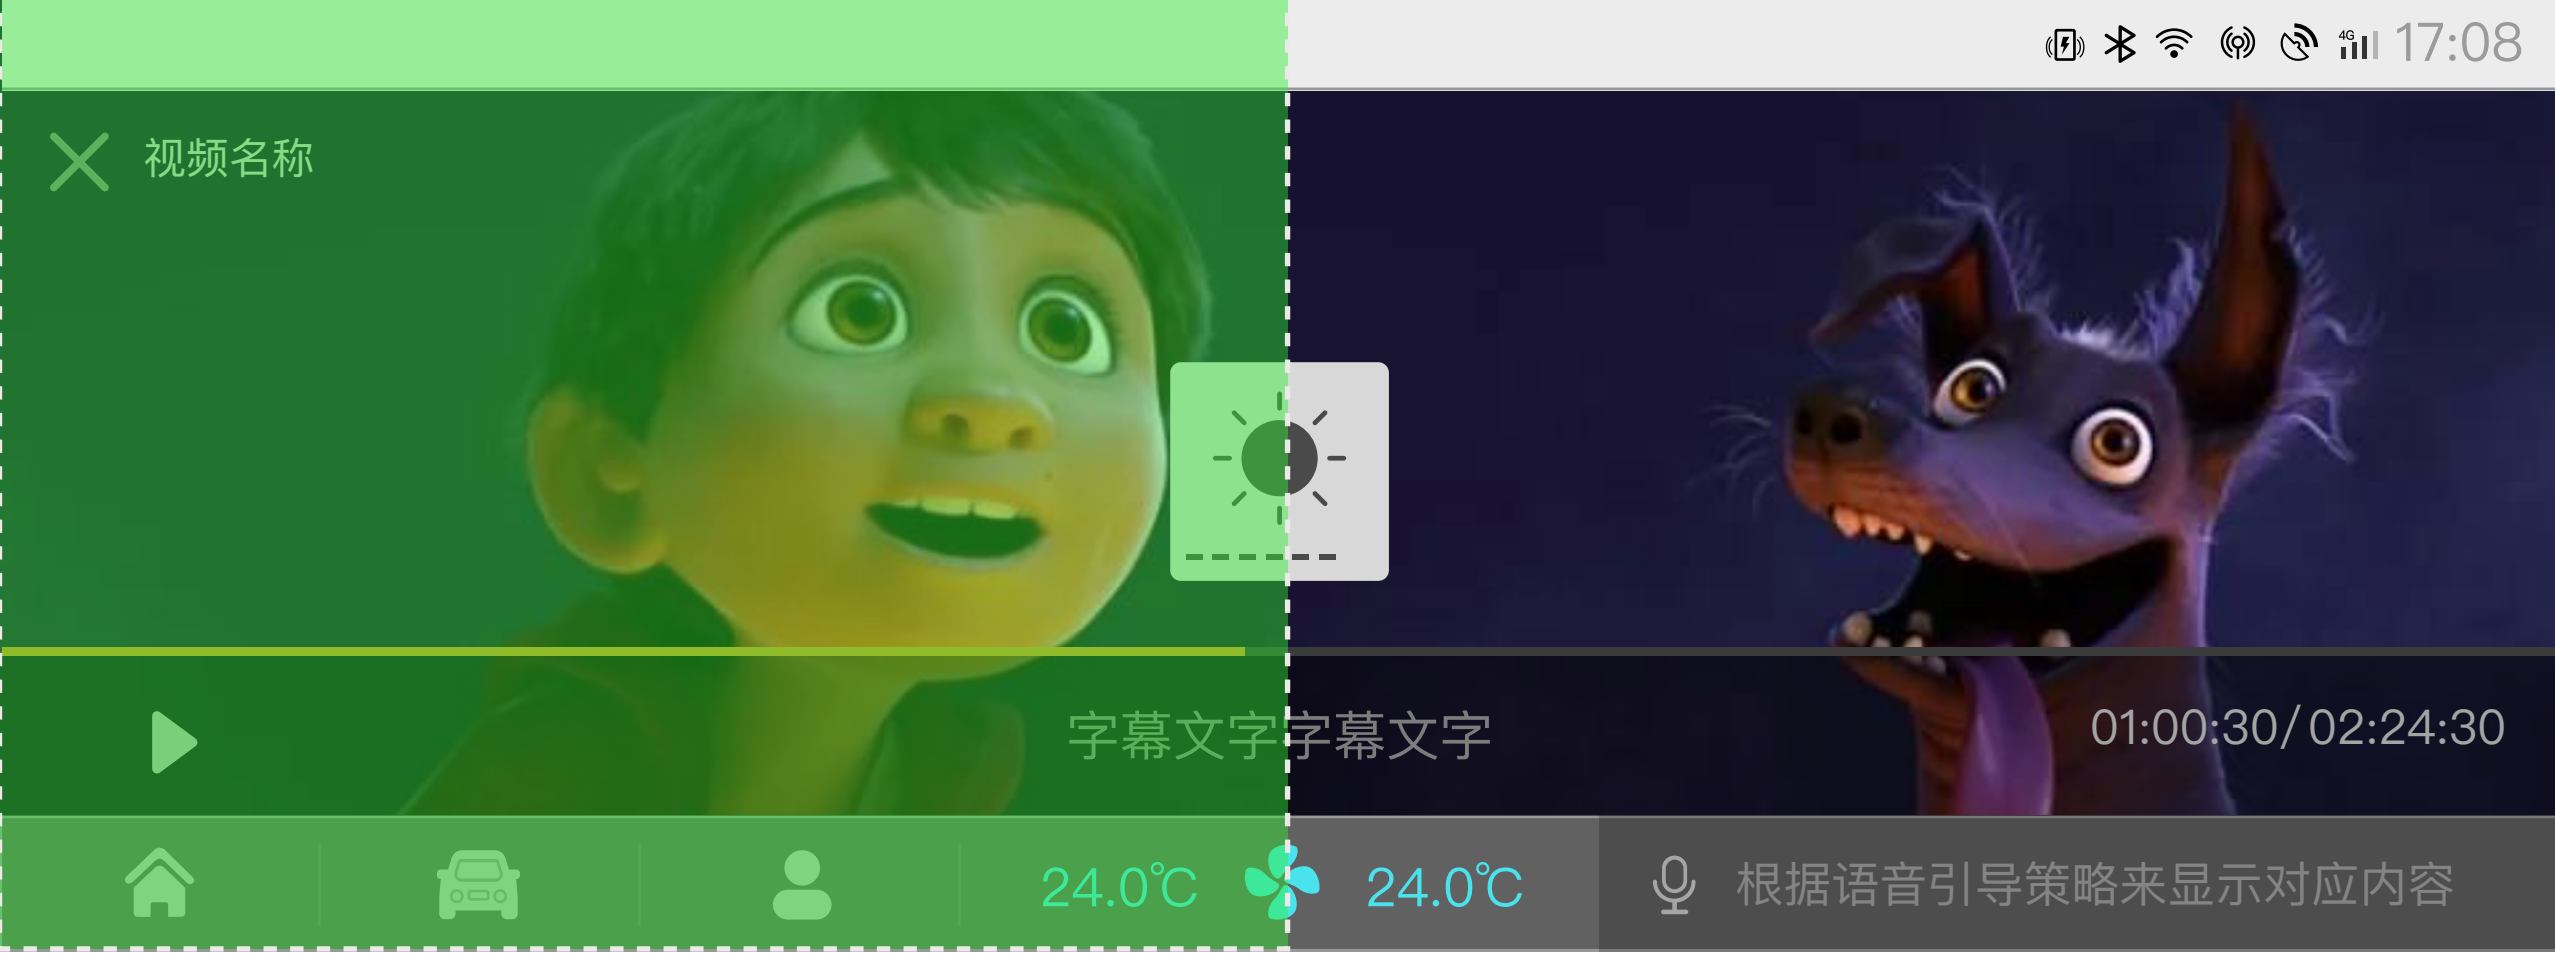 4G 17:08
视频名称
字幕文字字幕文字
01:00:30/02:24:30
24.0℃ 24.0℃ 根据语音引导策略来显示对应内容